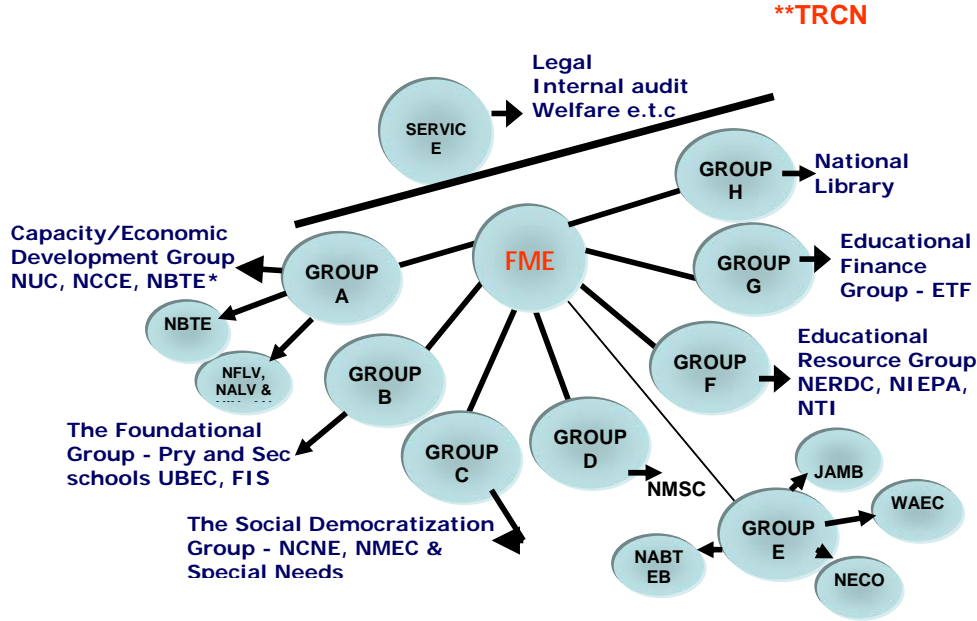 **TRCN
Legal
Internal audit
Welfare e.t.c
SERVIC
E
GROUP
H
National
Library
Capacity/Economic
Development Group
NUC, NCCE, NBTE*
GROUP
A
FME
GROUP
G
Educational
Finance
Group - ETF
NBTE
NFLV,
NALV &
GROUP
B
GROUP
F
Educational
Resource Group
NERDC, NIEPA,
NTI
The Foundational
Group - Pry and Sec
schools UBEC, FIS
GROUP
C
GROUP
D
NMSC
JAMB
WAEC
GROUP
E
NABT
EB
NECO
The Social Democratization
Group - NCNE, NMEC &
Special Needs